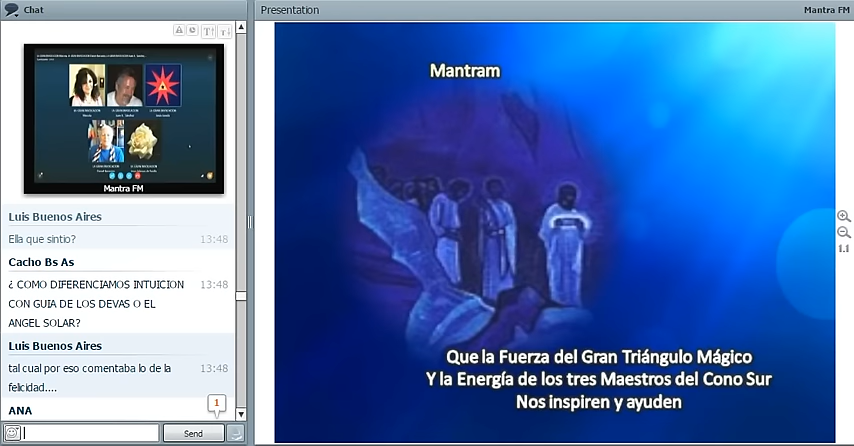 Chat
Mantra FM
Luis Buenos Aires
Ella que sintio?
13:48
Cacho Bs As
¿ COMO DIFERENCIAMOS INTUICION
13:48
CON GUIA DE LOS DEVAS O EL
ANGEL SOLAR?
Luis Buenos Aires
tal cual por eso comentaba lo de la
13:48
felicidad....
ANA
1
Send
Presentation
Mantra FM
Mantram
Que la Fuerza del Gran Triángulo Mágico
Y la Energía de los tres Maestros del Cono Sur
Nos inspiren y ayuden
1.1